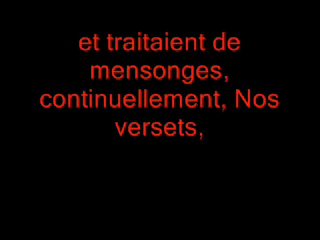 et traitaient de
mensonges,
continuellement, Nos
versets,